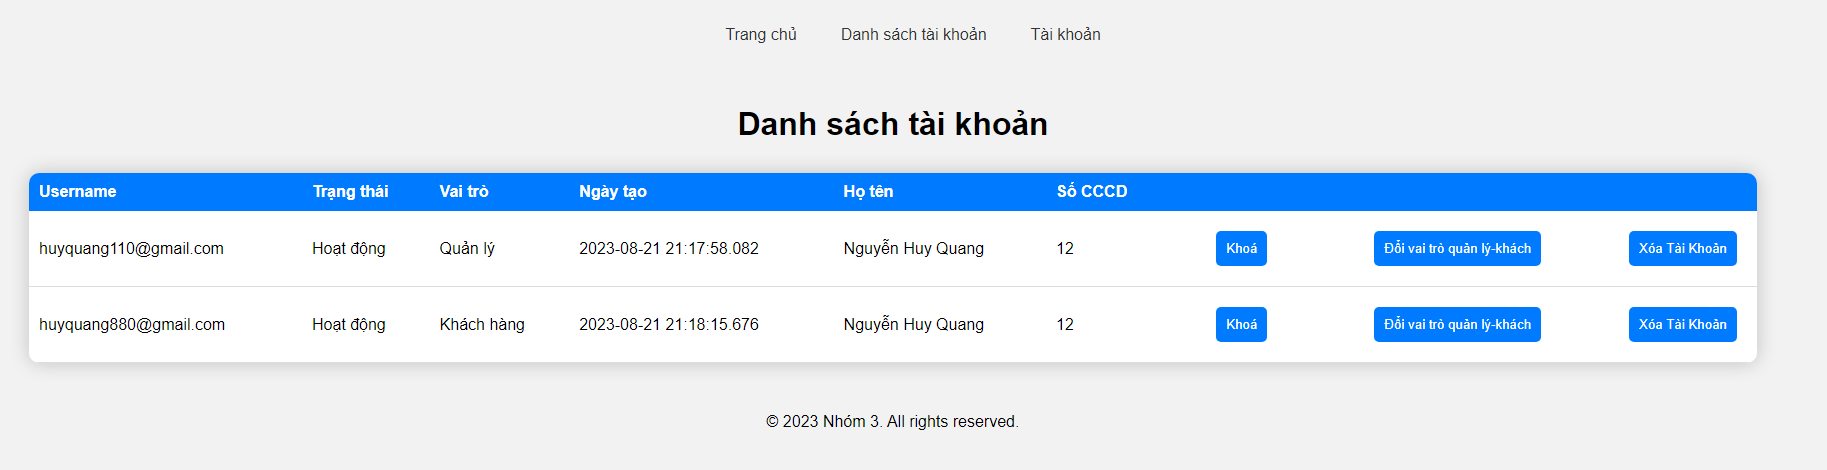 Trang chủ Danh sách tài khoản Tài khoản
Danh sách tài khoản
Username Trạng thái Vai trò Ngày tạo Họ tên Số CCCD
huyquang110@gmail.com Hoạt động Quản lý 2023-08-21 21:17:58.082 Nguyễn Huy Quang 12 Khoá Đổi vai trò quản lý-khách Xóa Tài Khoản
huyquang880@gmail.com Hoạt động Khách hàng 2023-08-21 21:18:15.676 Nguyễn Huy Quang 12 Khoá Đổi vai trò quản lý-khách Xóa Tài Khoản
© 2023 Nhóm 3. All rights reserved.